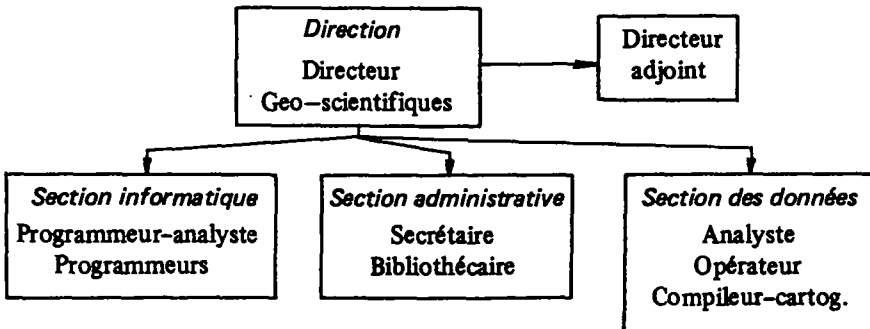 Direction
Directeur
Geo-scientifiques
Directeur
adjoint
Section informatique
Programmeur-analyste
Programmeurs
Section administrative
Secrétaire
Bibliothécaire
Section des données
Analyste
Opérateur
Compileur-cartog.